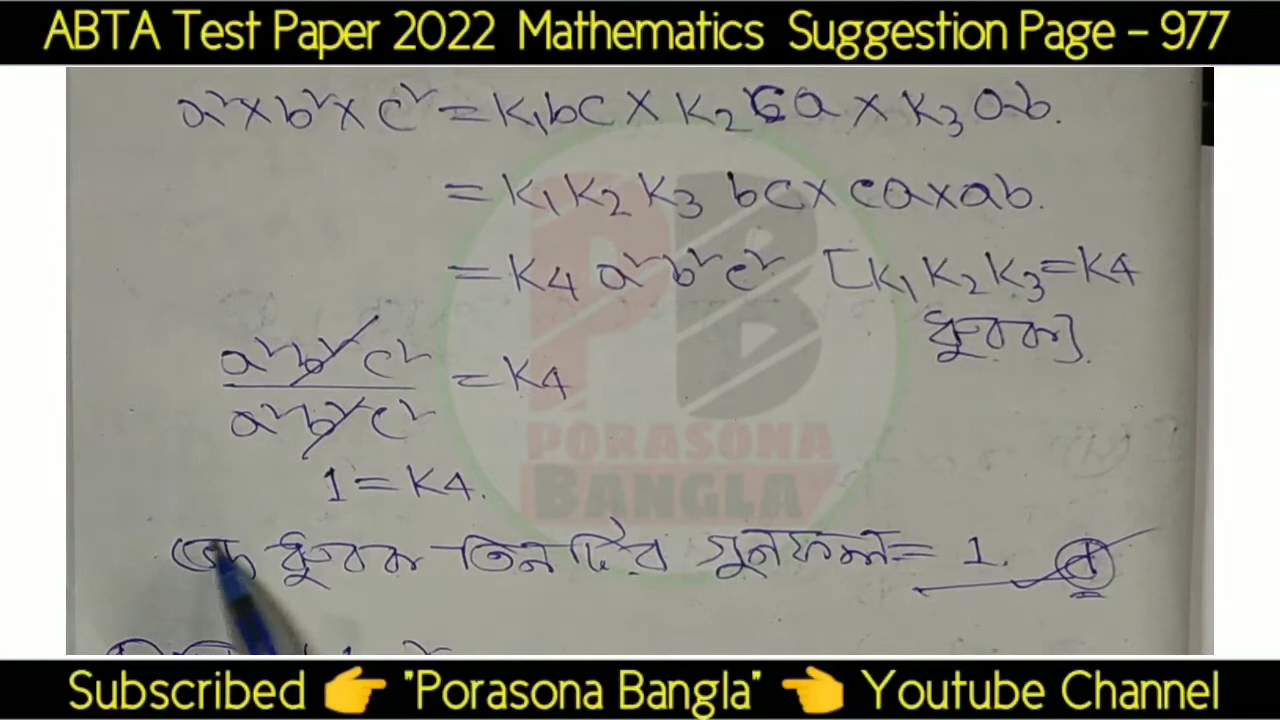 ABTA Test Paper 2022 Mathematics Suggestion Page – 977
a²×b²×c² = K₁bc × K₂ca × K₃ab.
= K₁K₂K₃ bc×ca×ab.
= K₄ a²b²c² [K₁K₂K₃=K₄
ধ্রুবক].
a²b²c²
= K₄
a²b²c²
PORASONA
BANGLA
1 = K₄.
ধ্রুবক তিনটির গুনফল = 1.
Subscribed 👉 "Porasona Bangla" 👈 Youtube Channel